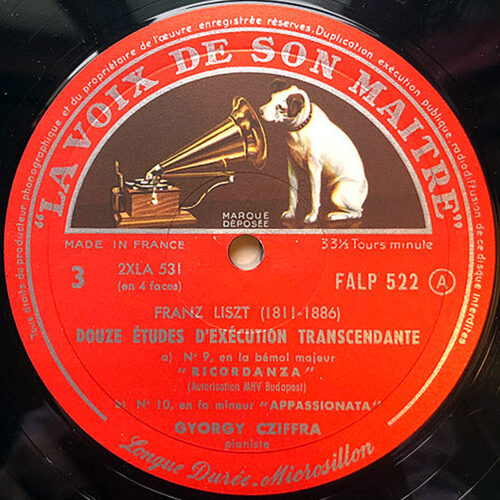 Tous droits du producteur phonographique et du propriétaire de l'œuvre enregistrée réservés. Duplication, exécution publique, radiodiffusion de ce disque
"LA VOIX DE SON MAITRE"
MARQUE
DÉPOSÉE
MADE IN FRANCE
33⅓ Tours minute
3
2XLA 531
(en 4 faces)
FALP 522 A
FRANZ LISZT (1811-1886)
DOUZE ÉTUDES D'EXÉCUTION TRANSCENDANTE
a) N° 9, en la bémol majeur
"RICORDANZA"
(Autorisation MHV Budapest)
b) N° 10, en fa mineur "APPASSIONATA"
GYORGY CZIFFRA
pianiste
Longue Durée-Microsillon